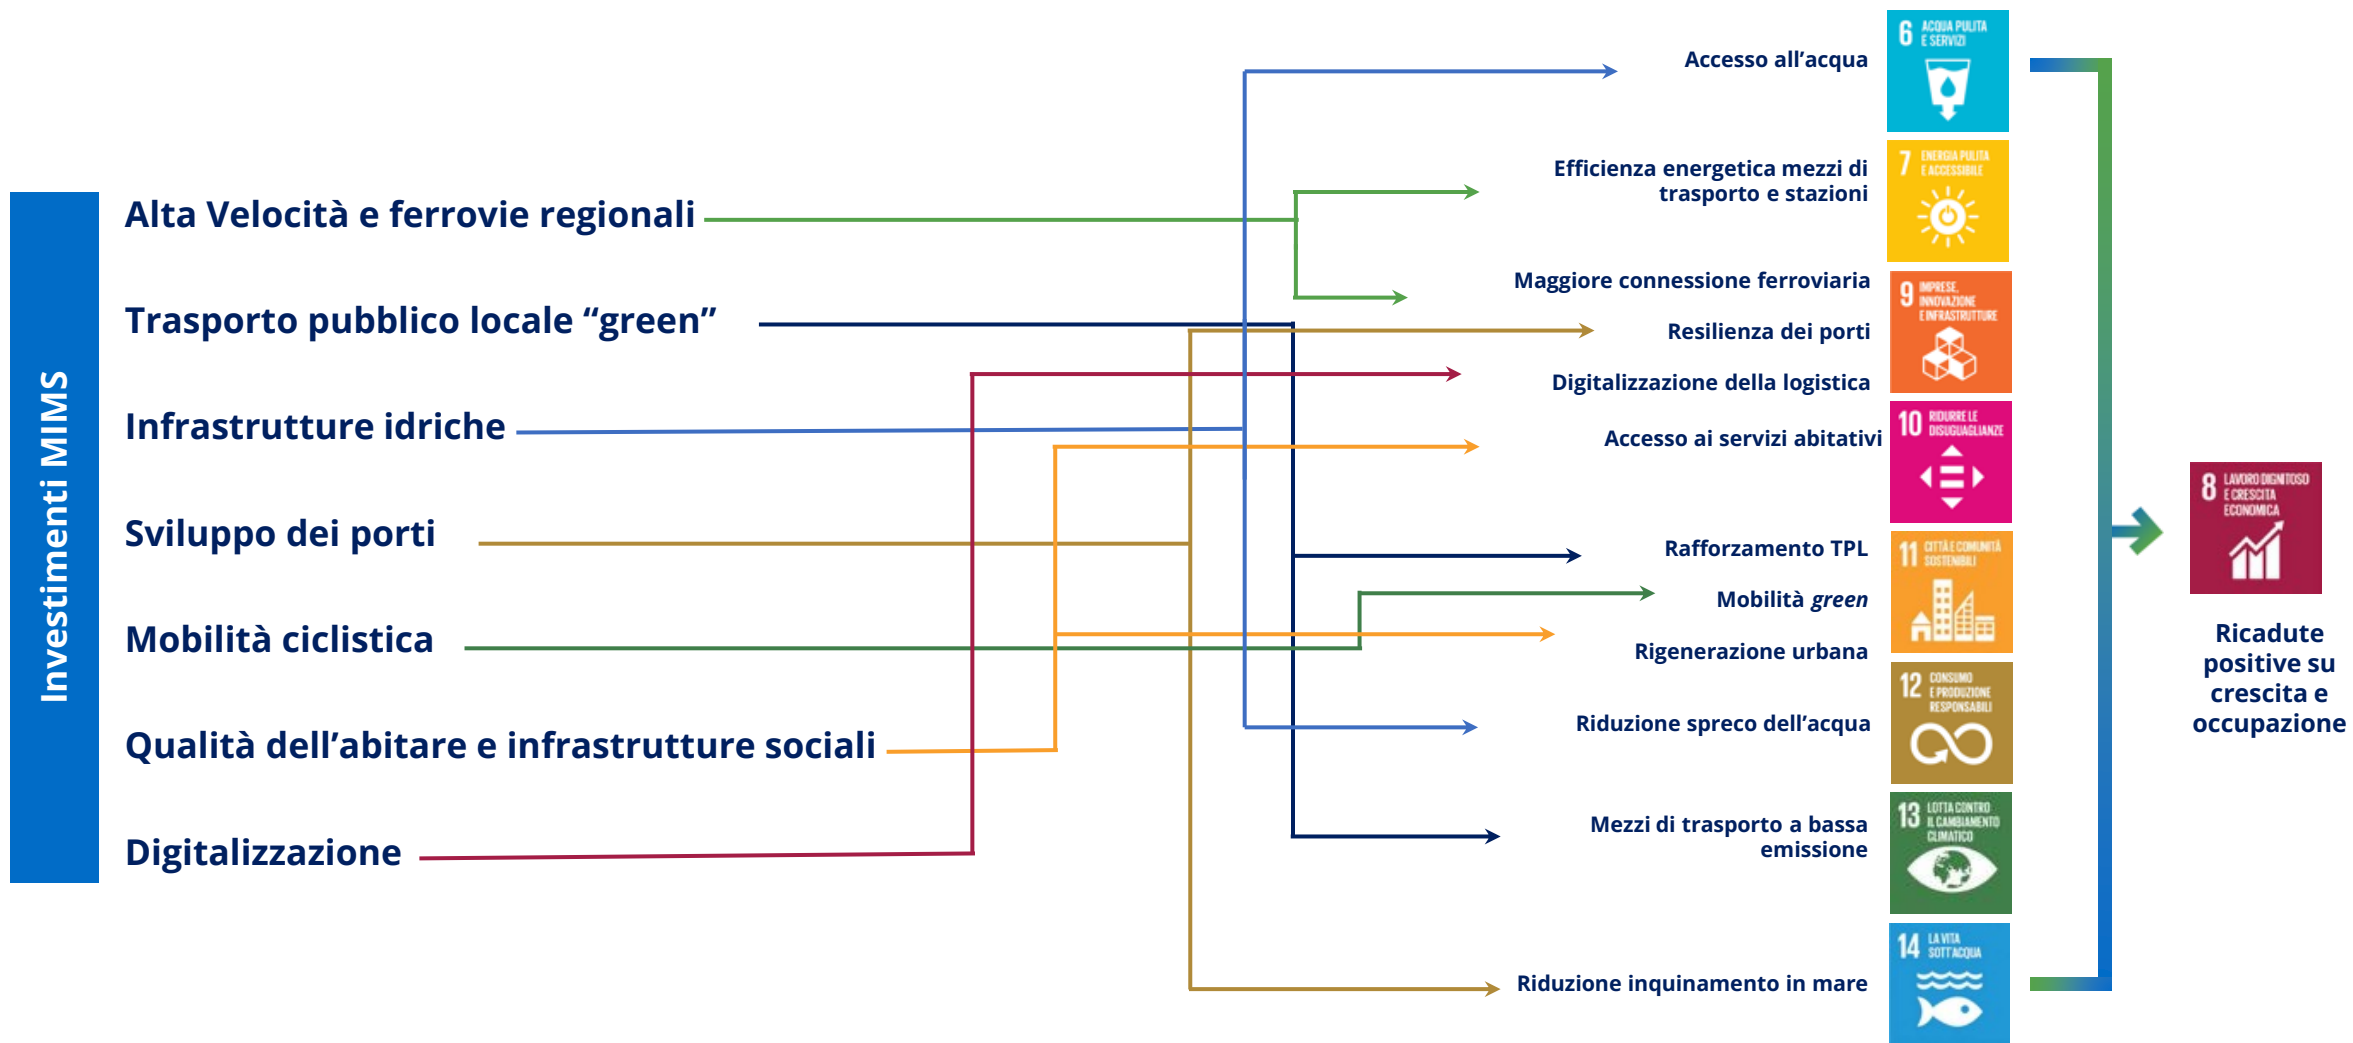 Investimenti MIMS
Alta Velocità e ferrovie regionali
Trasporto pubblico locale “green”
Infrastrutture idriche
Sviluppo dei porti
Mobilità ciclistica
Qualità dell’abitare e infrastrutture sociali
Digitalizzazione
Accesso all’acqua
Efficienza energetica mezzi di
trasporto e stazioni
Maggiore connessione ferroviaria
Resilienza dei porti
Digitalizzazione della logistica
Accesso ai servizi abitativi
Rafforzamento TPL
Mobilità green
Rigenerazione urbana
Riduzione spreco dell’acqua
Mezzi di trasporto a bassa
emissione
Riduzione inquinamento in mare
6 ACQUA PULITA
E SERVIZI
7 ENERGIA PULITA
E ACCESSIBILE
9 IMPRESE,
INNOVAZIONE
E INFRASTRUTTURE
10 RIDURRE LE
DISUGUAGLIANZE
11 CITTÀ E COMUNITÀ
SOSTENIBILI
12 CONSUMO
E PRODUZIONE
RESPONSABILI
13 LOTTA CONTRO
IL CAMBIAMENTO
CLIMATICO
14 LA VITA
SOTT'ACQUA
8 LAVORO DIGNITOSO
E CRESCITA
ECONOMICA
Ricadute
positive su
crescita e
occupazione